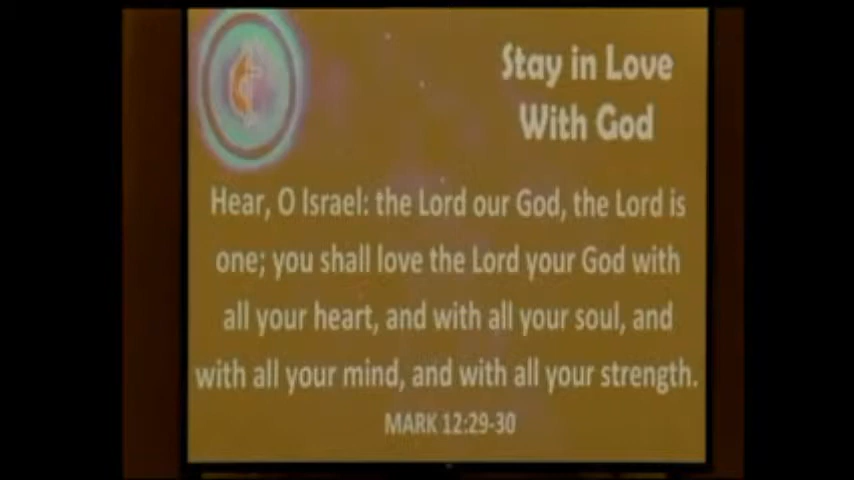 Stay in Love
With God
Hear, O Israel: the Lord our God, the Lord is
one; you shall love the Lord your God with
all your heart, and with all your soul, and
with all your mind, and with all your strength.
MARK 12:29-30